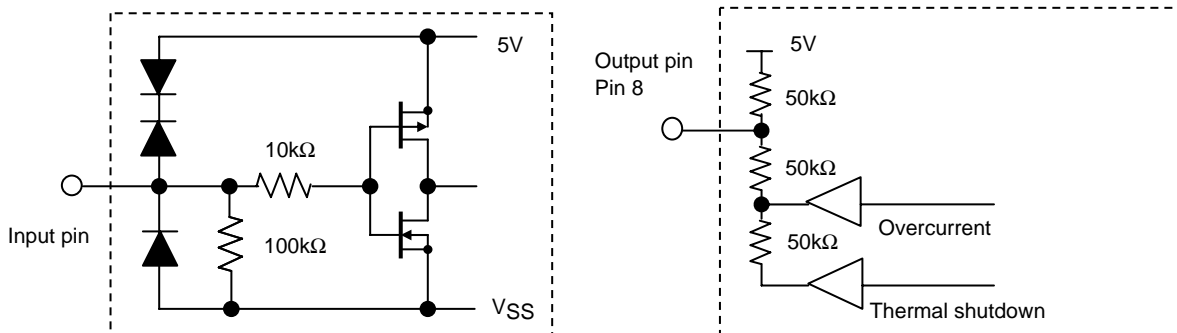 5V
10kΩ
Input pin
100kΩ
VSS
Output pin
Pin 8
5V
50kΩ
50kΩ
Overcurrent
50kΩ
Thermal shutdown